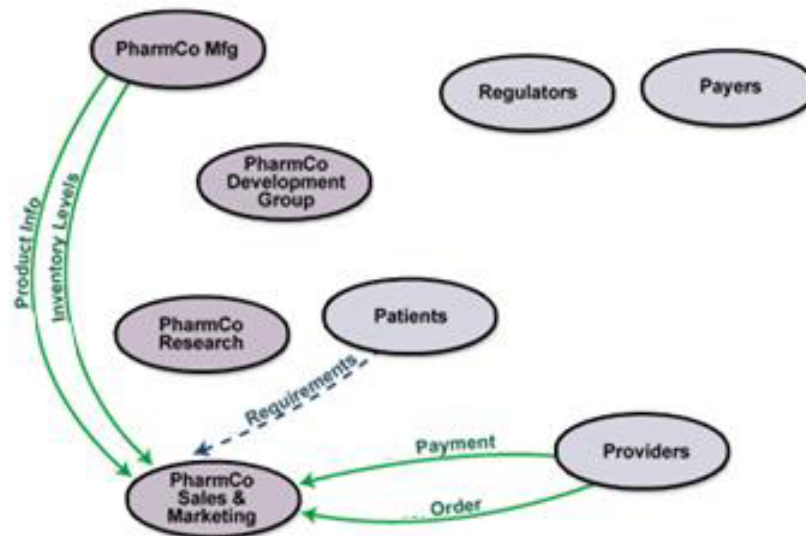 PharmCo Mfg
Regulators
Payers
PharmCo
Development
Group
Product Info
Inventory Levels
PharmCo
Research
Patients
Requirements
Payment
Providers
PharmCo
Sales &
Marketing
Order